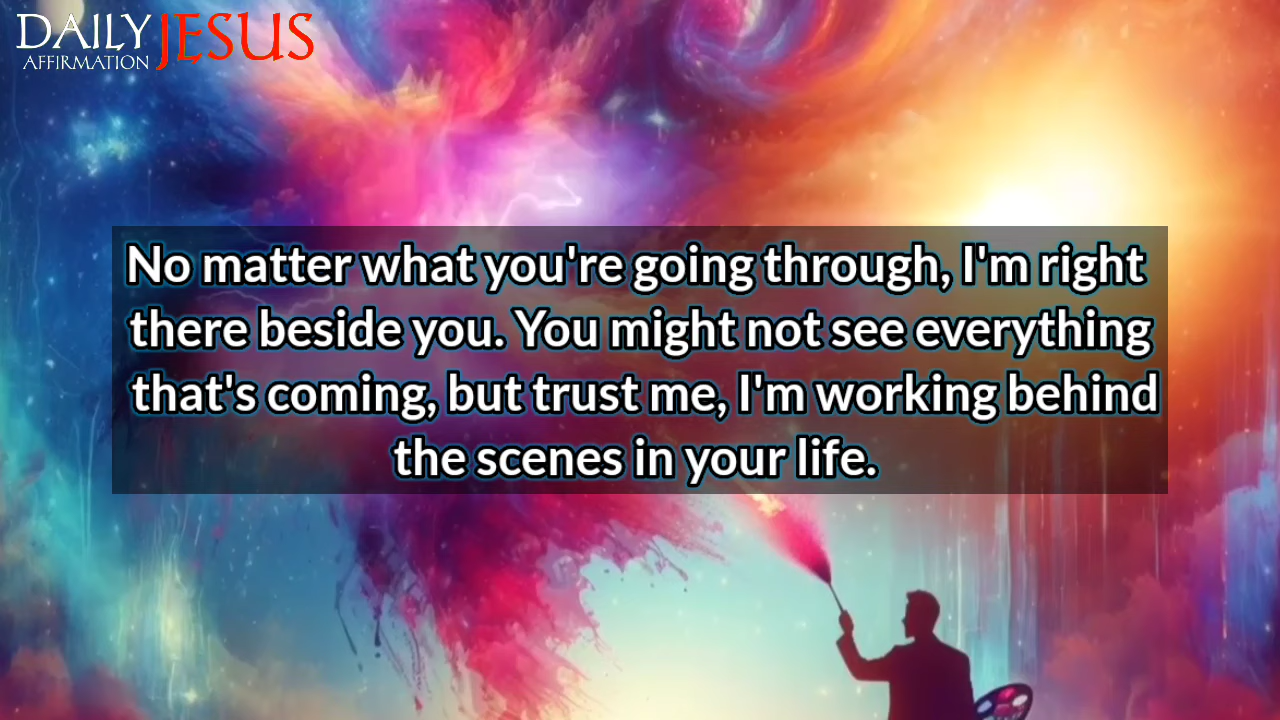 DAILY JESUS
AFFIRMATION
No matter what you're going through, I'm right
there beside you. You might not see everything
that's coming, but trust me, I'm working behind
the scenes in your life.